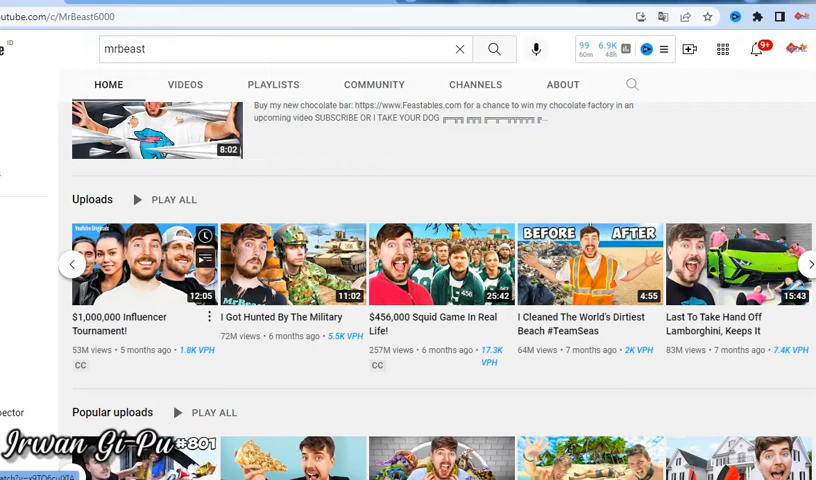 utube.com/c/MrBeast6000
ID
mrbeast
99
60m
6.9K
48h
9+
HOME
VIDEOS
PLAYLISTS
COMMUNITY
CHANNELS
ABOUT
Buy my new chocolate bar: https://www.Feastables.com for a chance to win my chocolate factory in an
upcoming video SUBSCRIBE OR I TAKE YOUR DOG
8:02
Uploads
PLAY ALL
YouTube Originals
12:05
MrBeast
11:02
456
25:42
BEFORE AFTER
4:55
15:43
$1,000,000 Influencer
Tournament!
53M views • 5 months ago • 1.8K VPH
CC
I Got Hunted By The Military
72M views • 6 months ago • 5.5K VPH
$456,000 Squid Game In Real
Life!
257M views • 6 months ago • 17.3K
VPH
CC
I Cleaned The World's Dirtiest
Beach #TeamSeas
64M views • 7 months ago • 2K VPH
Last To Take Hand Off
Lamborghini, Keeps It
83M views • 7 months ago • 7.4K VPH
pector
Popular uploads
PLAY ALL
Irwan Gi-Pu #801